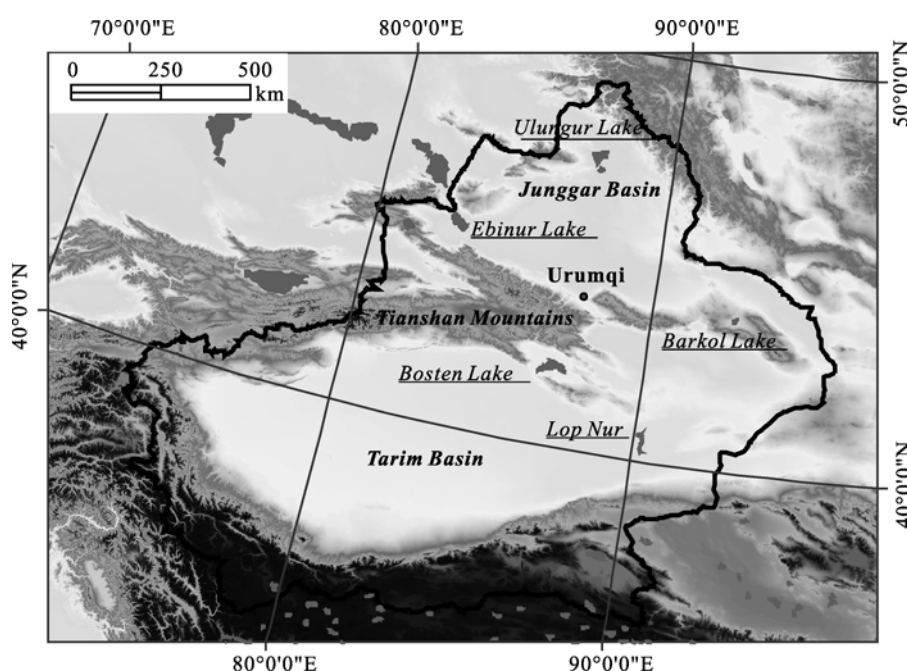 70°0'0"E 80°0'0"E 90°0'0"E
0 250 500
km
50°0'0"N
Ulungur Lake
Junggar Basin
Ebinur Lake
Urumqi
40°0'0"N
Tianshan Mountains
Barkol Lake
Bosten Lake
Lop Nur
Tarim Basin
40°0'0"N
80°0'0"E 90°0'0"E